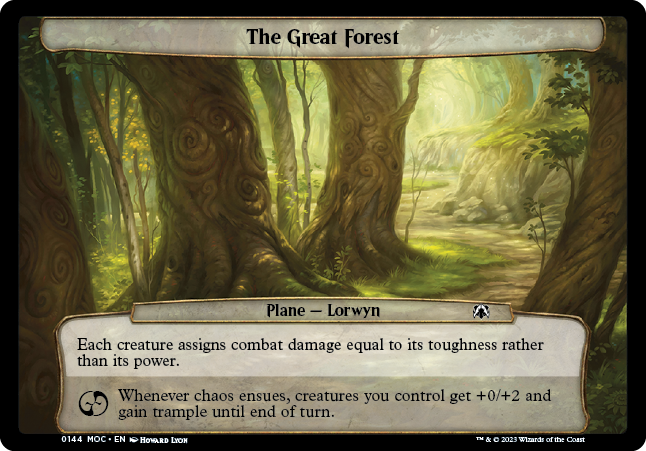 The Great Forest
Plane — Lorwyn
Each creature assigns combat damage equal to its toughness rather
than its power.
Whenever chaos ensues, creatures you control get +0/+2 and
gain trample until end of turn.
0144 MOC • EN Howard Lyon
™ & © 2023 Wizards of the Coast